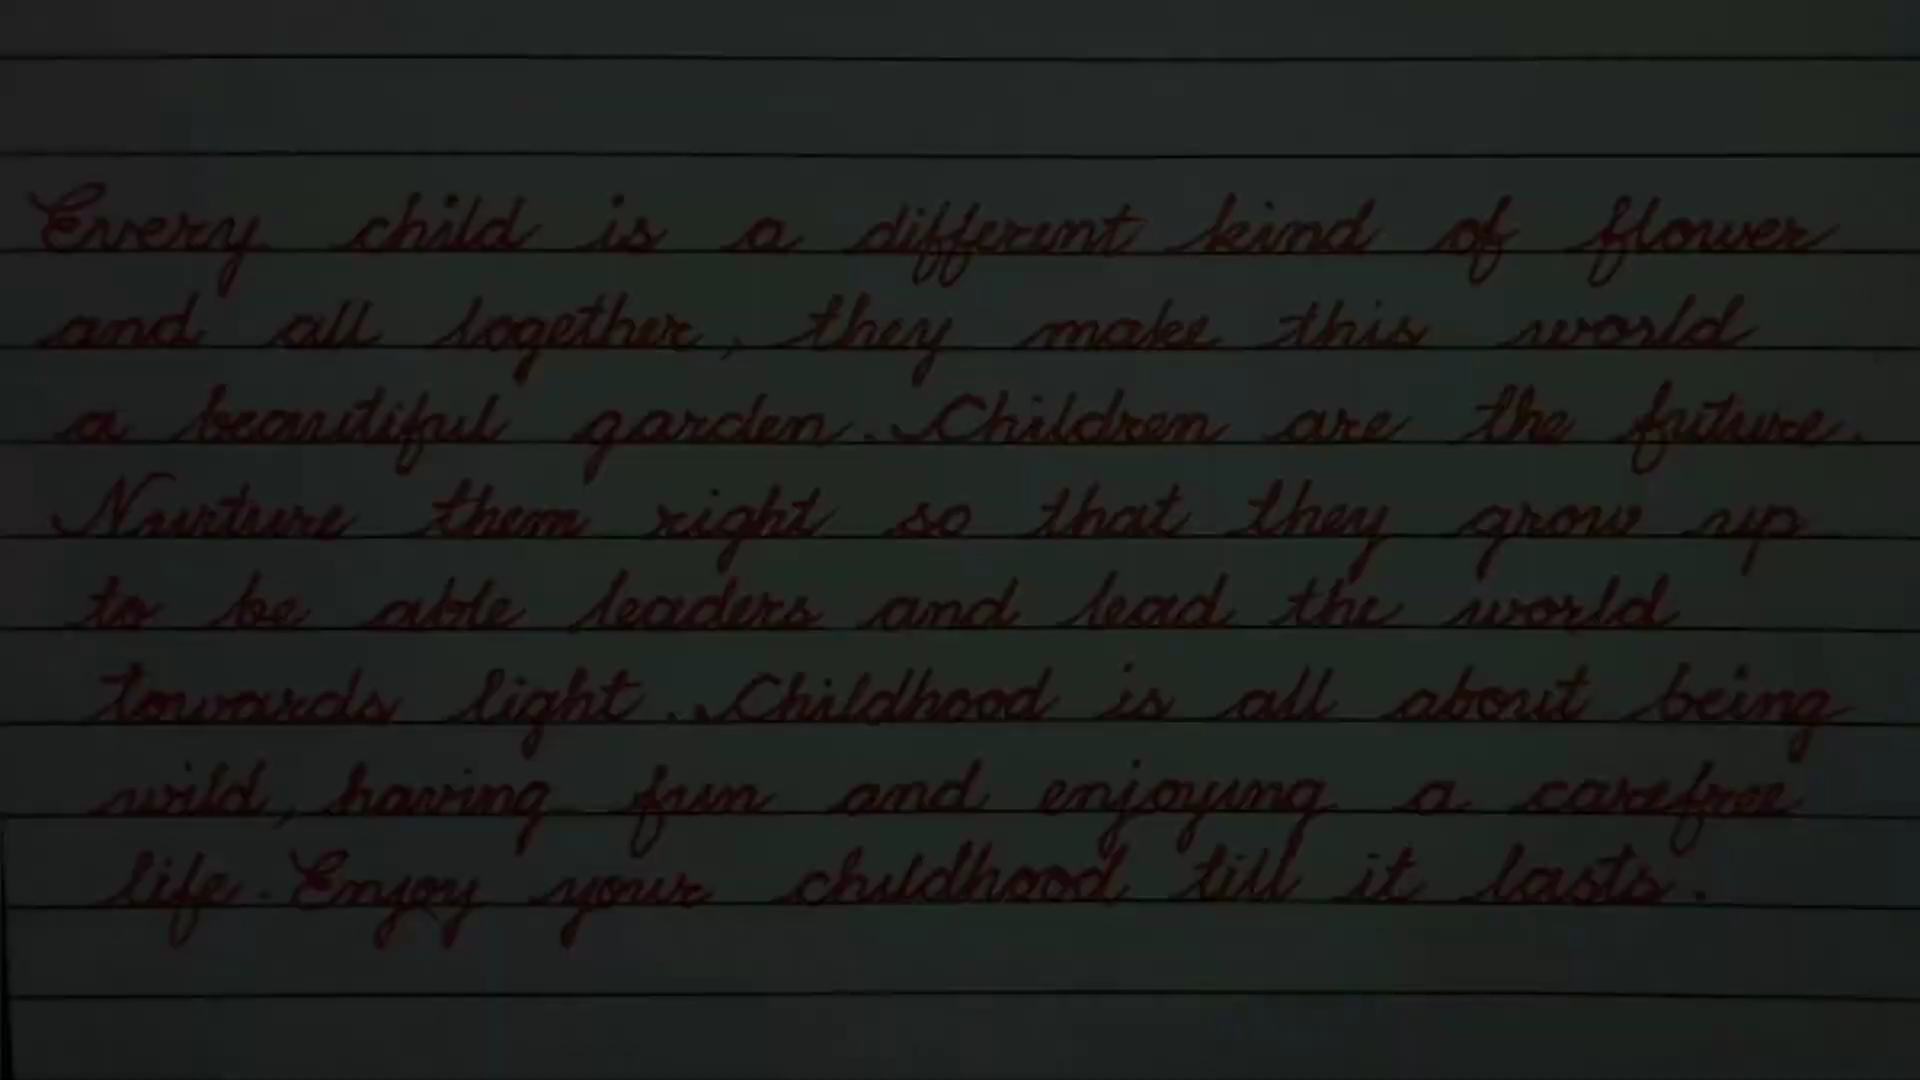 Every child is a different kind of flower
and all together, they make this world
a beautiful garden. Children are the future.
Nurture them right so that they grow up
to be able leaders and lead the world
towards light. Childhood is all about being
wild, having fun and enjoying a carefree
life. Enjoy your childhood till it lasts.